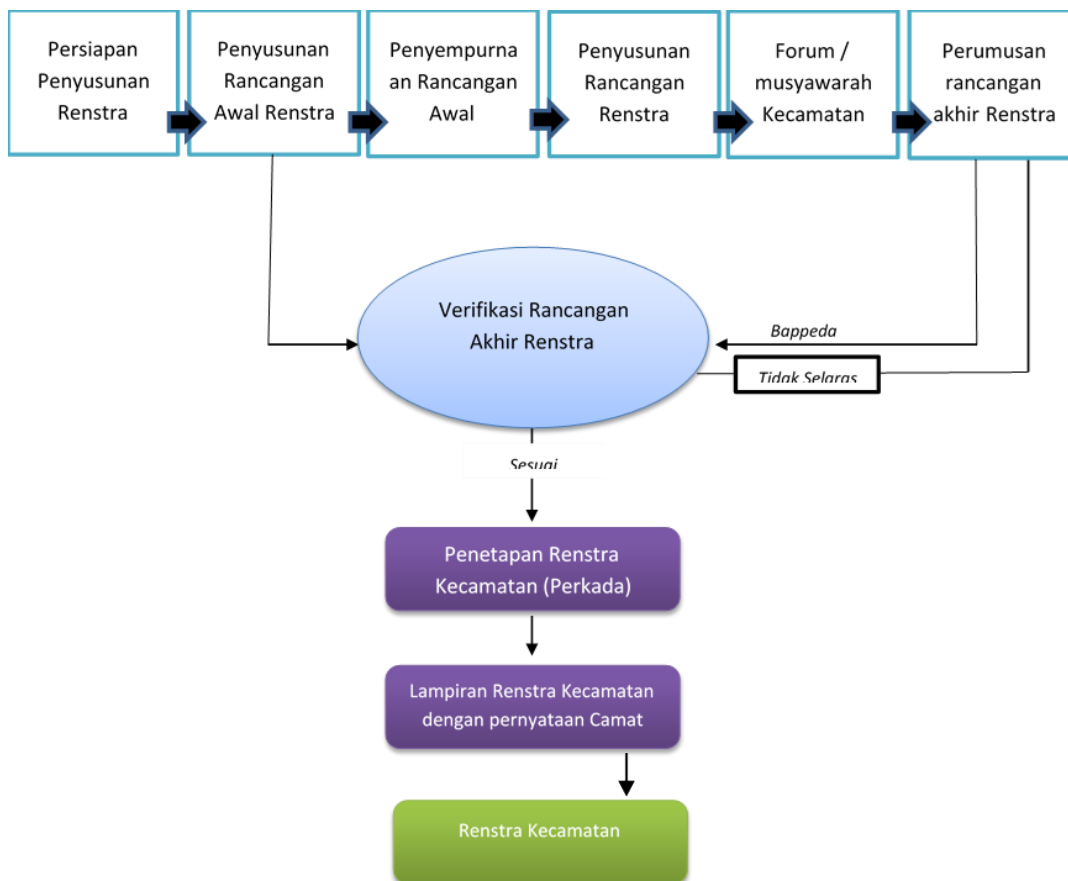 Persiapan
Penyusunan
Renstra
Penyusunan
Rancangan
Awal Renstra
Penyempurna
an Rancangan
Awal
Penyusunan
Rancangan
Renstra
Forum /
musyawarah
Kecamatan
Perumusan
rancangan
akhir Renstra
Verifikasi Rancangan
Akhir Renstra
Bappeda
Tidak Selaras
Sesuai
Penetapan Renstra
Kecamatan (Perkada)
Lampiran Renstra Kecamatan
dengan pernyataan Camat
Renstra Kecamatan